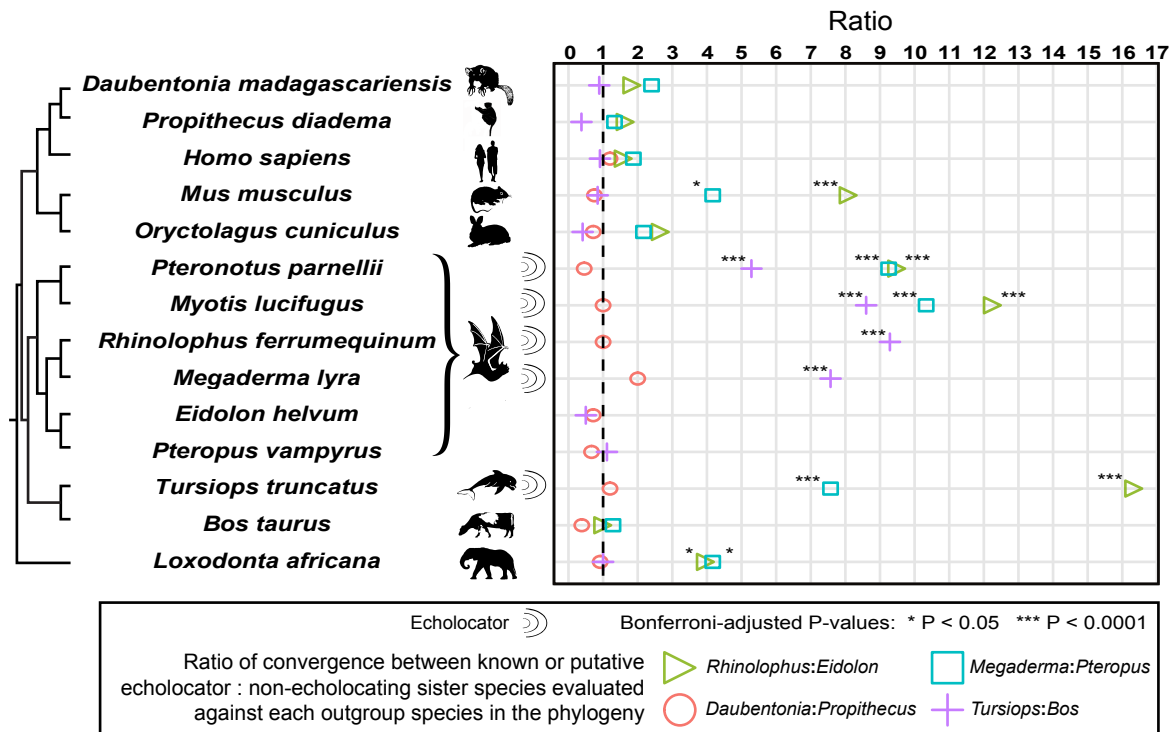 Ratio
0 1 2 3 4 5 6 7 8 9 10 11 12 13 14 15 16 17
Daubentonia madagascariensis
Propithecus diadema
Homo sapiens
Mus musculus * ***
Oryctolagus cuniculus
Pteronotus parnellii *** *** ***
Myotis lucifugus *** *** ***
Rhinolophus ferrumequinum ***
Megaderma lyra ***
Eidolon helvum
Pteropus vampyrus
Tursiops truncatus *** ***
Bos taurus
Loxodonta africana * *
Echolocator Bonferroni-adjusted P-values: * P < 0.05 *** P < 0.0001
Ratio of convergence between known or putative
echolocator : non-echolocating sister species evaluated
against each outgroup species in the phylogeny
Rhinolophus:Eidolon Megaderma:Pteropus
Daubentonia:Propithecus Tursiops:Bos